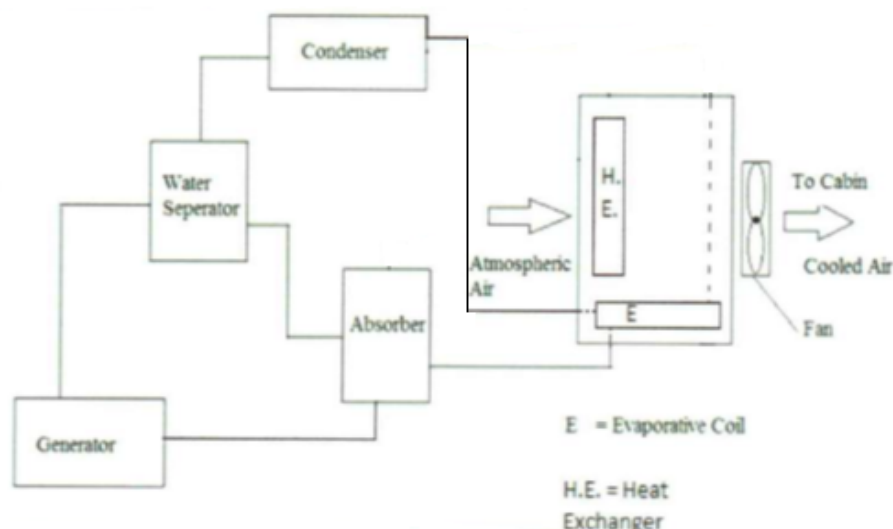 Condenser
Water
Seperator
H.
E.
To Cabin
Atmospheric
Air
Cooled Air
Absorber
E
Fan
Generator
E = Evaporative Coil
H.E. = Heat
Exchanger